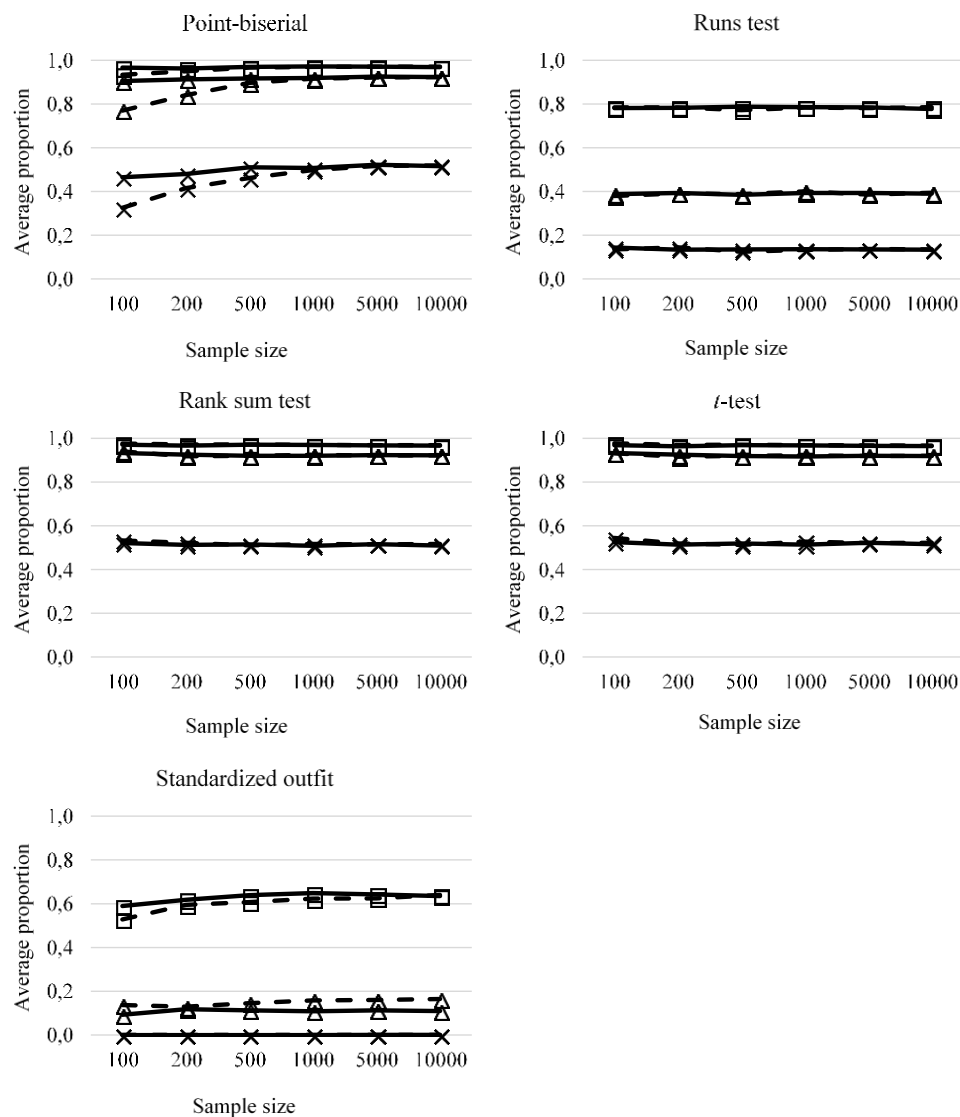 Point-biserial
Average proportion
1,0
0,8
0,6
0,4
0,2
0,0
100 200 500 1000 5000 10000
Sample size
Runs test
Average proportion
1,0
0,8
0,6
0,4
0,2
0,0
100 200 500 1000 5000 10000
Sample size
Rank sum test
Average proportion
1,0
0,8
0,6
0,4
0,2
0,0
100 200 500 1000 5000 10000
Sample size
t-test
Average proportion
1,0
0,8
0,6
0,4
0,2
0,0
100 200 500 1000 5000 10000
Sample size
Standardized outfit
Average proportion
1,0
0,8
0,6
0,4
0,2
0,0
100 200 500 1000 5000 10000
Sample size